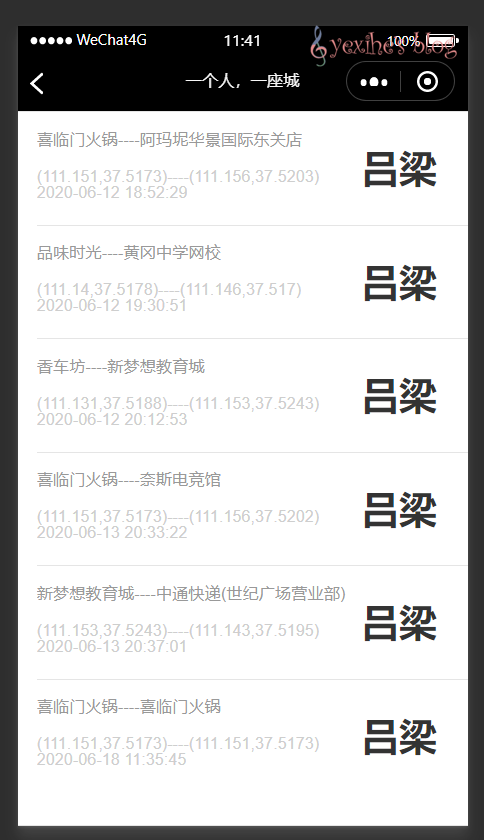 WeChat4G 11:41 100%
yexihe's blog
一个人，一座城
喜临门火锅----阿玛坭华景国际东关店
吕梁
(111.151,37.5173)----(111.156,37.5203)
2020-06-12 18:52:29
品味时光----黄冈中学网校
吕梁
(111.14,37.5178)----(111.146,37.517)
2020-06-12 19:30:51
香车坊----新梦想教育城
吕梁
(111.131,37.5188)----(111.153,37.5243)
2020-06-12 20:12:53
喜临门火锅----奈斯电竞馆
吕梁
(111.151,37.5173)----(111.156,37.5202)
2020-06-13 20:33:22
新梦想教育城----中通快递(世纪广场营业部)
吕梁
(111.153,37.5243)----(111.143,37.5195)
2020-06-13 20:37:01
喜临门火锅----喜临门火锅
吕梁
(111.151,37.5173)----(111.151,37.5173)
2020-06-18 11:35:45